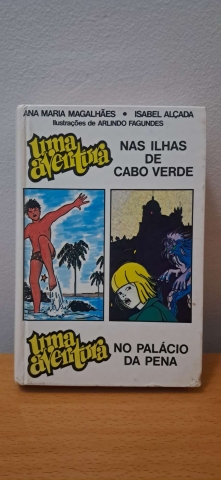 ANA MARIA MAGALHÃES • ISABEL ALÇADA
Ilustrações de ARLINDO FAGUNDES
uma aventura
NAS ILHAS
DE
CABO VERDE
uma aventura
NO PALÁCIO
DA PENA